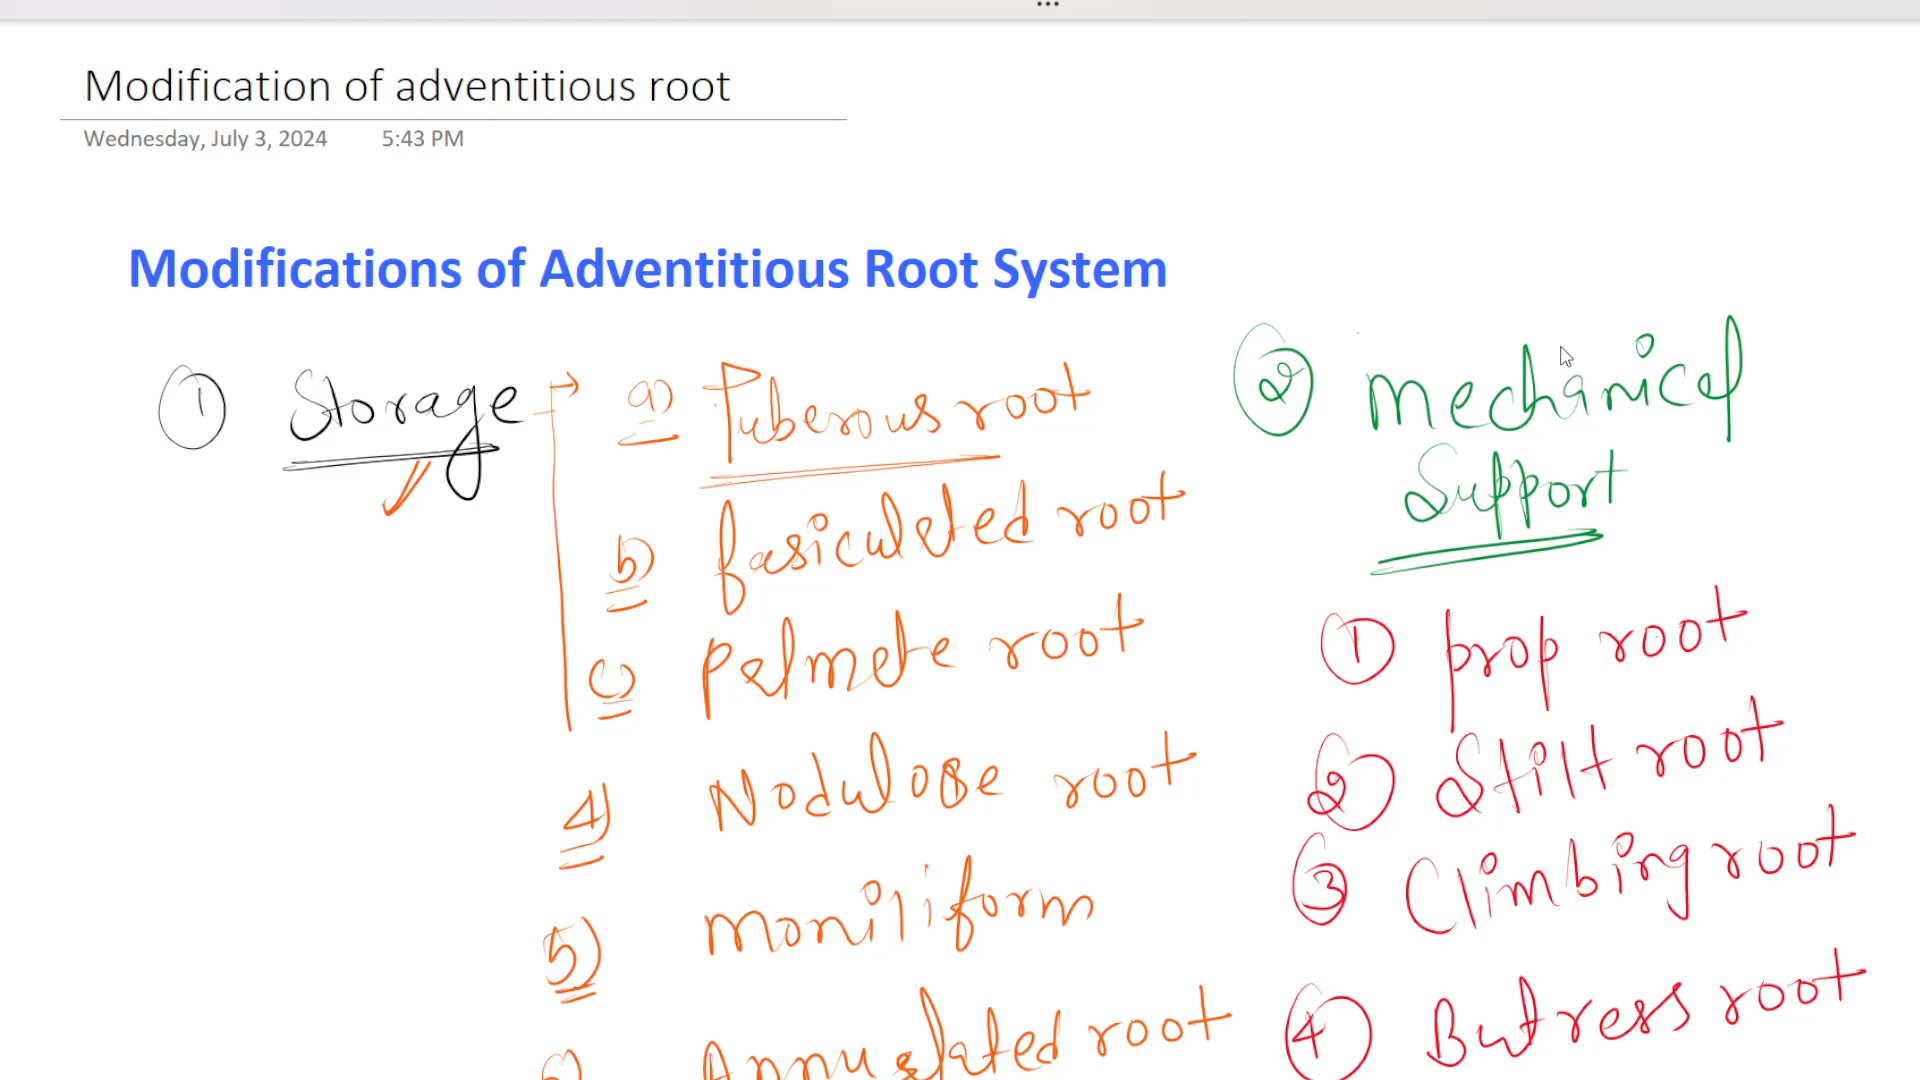 Modification of adventitious root
Wednesday, July 3, 2024 5:43 PM
Modifications of Adventitious Root System
① Storage
a) Tuberous root
b) fasiculated root
c) Palmate root
4) Nodulose root
5) moniliform
Annulated root
② mechanical
Support
① prop root
② Stilt root
③ Climbing root
④ Butress root